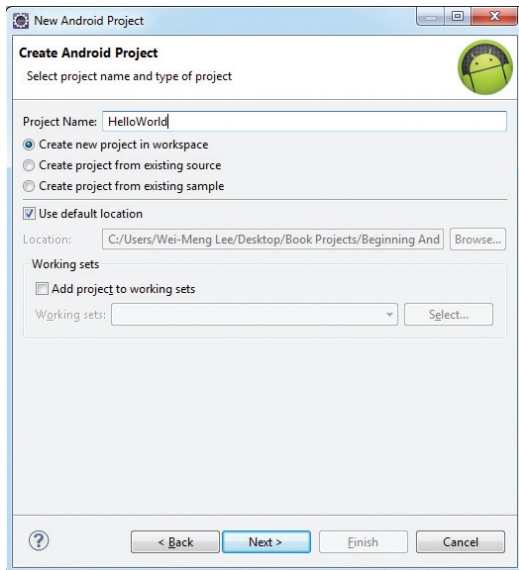 New Android Project
Create Android Project
Select project name and type of project
Project Name: HelloWorld
Create new project in workspace
Create project from existing source
Create project from existing sample
Use default location
Location: C:/Users/Wei-Meng Lee/Desktop/Book Projects/Beginning And Browse...
Working sets
Add project to working sets
Working sets: Select...
< Back Next > Finish Cancel